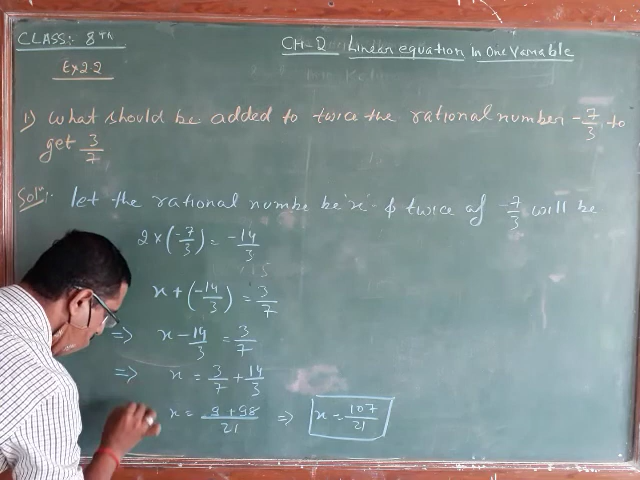 CLASS:- 8TH
CH-2 Linear equation In One Variable
Ex 2.2
1) What should be added to twice the rational number -7/3, to
get 3/7
Solⁿ:- let the rational numbe be 'x' & twice of -7/3 will be
2×(-7/3) = -14/3
x+(-14/3) = 3/7
⇒ x - 14/3 = 3/7
⇒ x = 3/7 + 14/3
x = 9+98/21 ⇒ x = 107/21